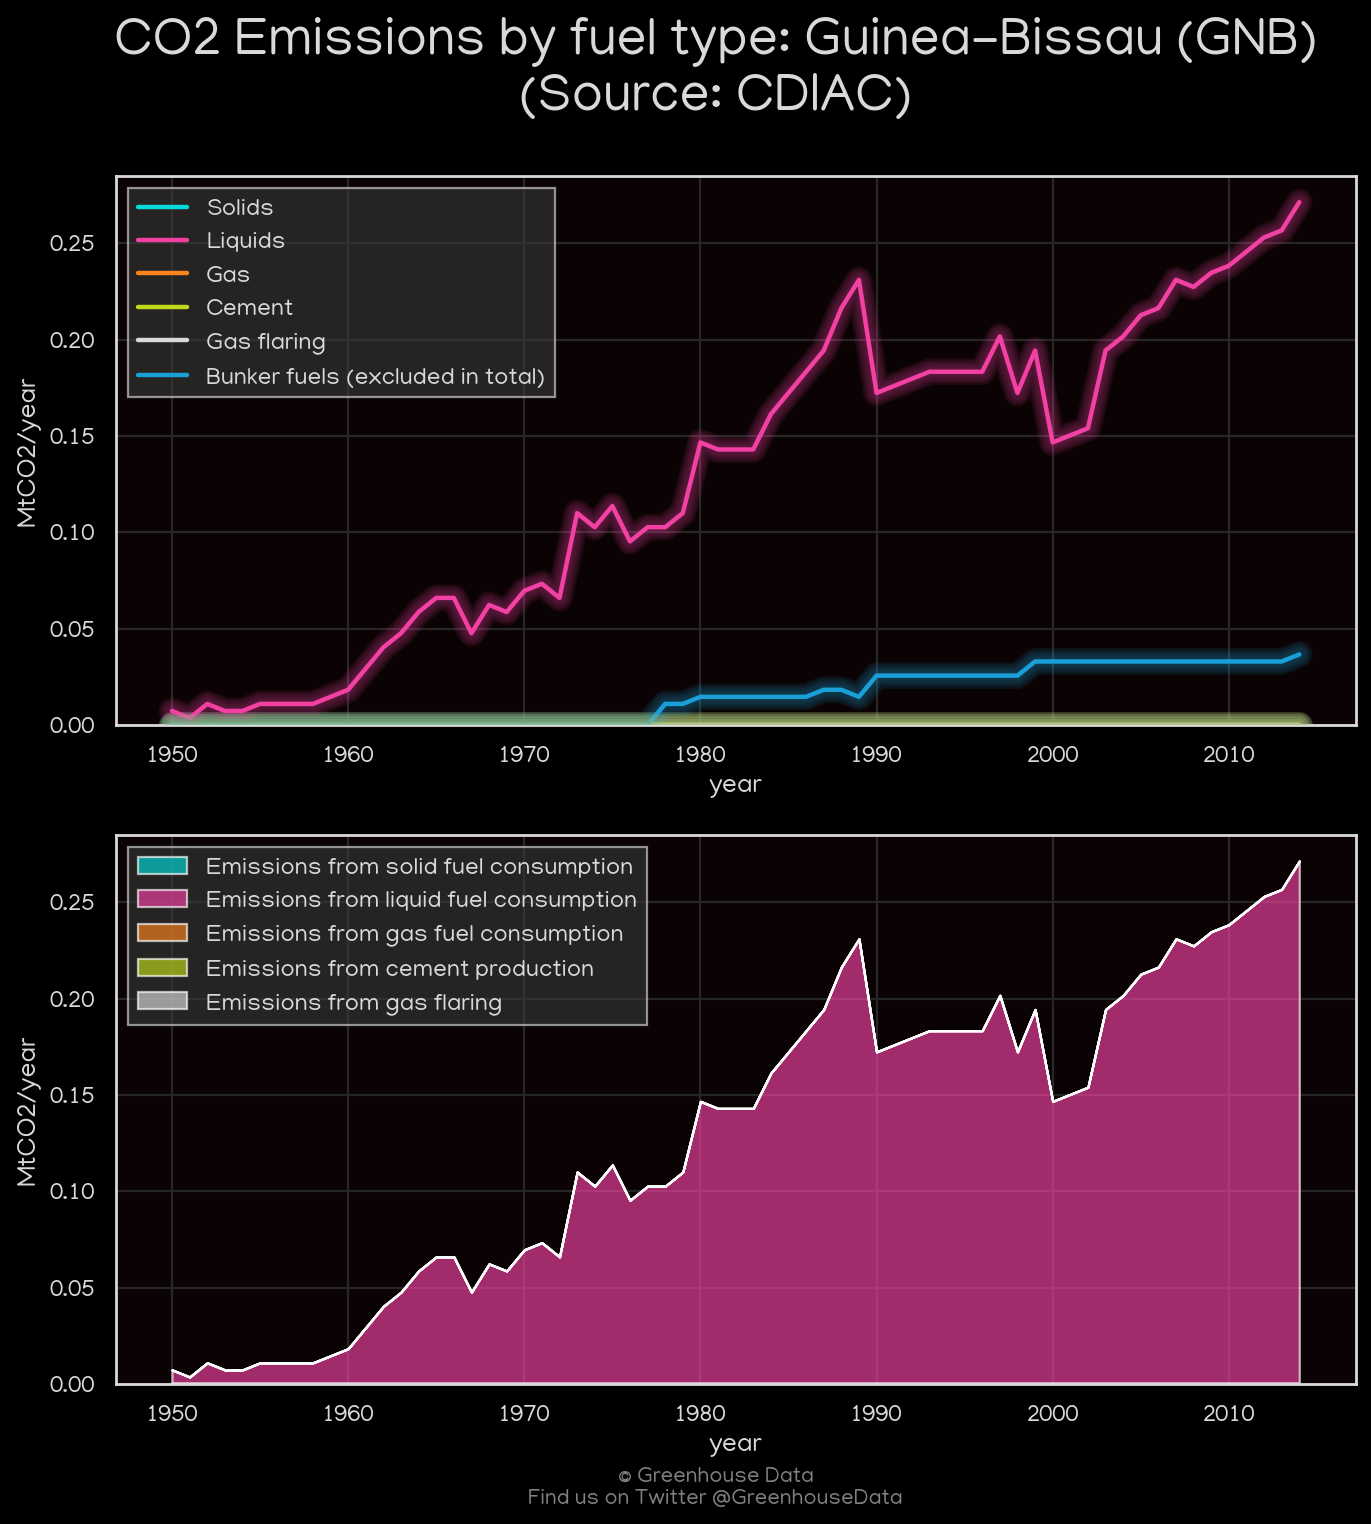 CO2 Emissions by fuel type: Guinea-Bissau (GNB)
(Source: CDIAC)
Solids
Liquids
Gas
Cement
Gas flaring
Bunker fuels (excluded in total)
MtCO2/year
0.25
0.20
0.15
0.10
0.05
0.00
1950 1960 1970 1980 1990 2000 2010
year
Emissions from solid fuel consumption
Emissions from liquid fuel consumption
Emissions from gas fuel consumption
Emissions from cement production
Emissions from gas flaring
MtCO2/year
0.25
0.20
0.15
0.10
0.05
0.00
1950 1960 1970 1980 1990 2000 2010
year
© Greenhouse Data
Find us on Twitter @GreenhouseData